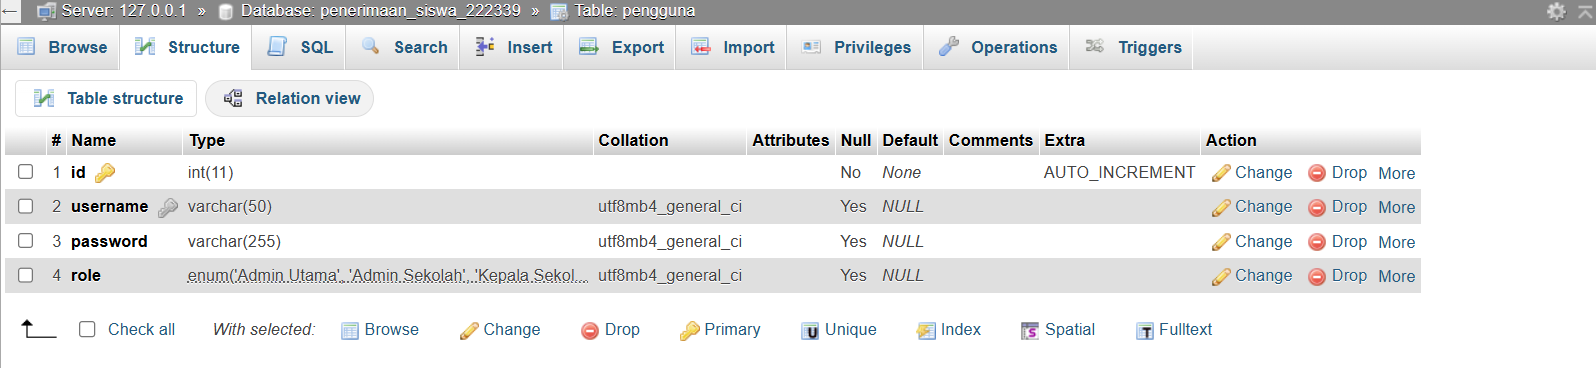 ← Server: 127.0.0.1 » Database: penerimaan_siswa_222339 » Table: pengguna
Browse Structure SQL Search Insert Export Import Privileges Operations Triggers
Table structure Relation view
# Name Type Collation Attributes Null Default Comments Extra Action
1 id int(11) No None AUTO_INCREMENT Change Drop More
2 username varchar(50) utf8mb4_general_ci Yes NULL Change Drop More
3 password varchar(255) utf8mb4_general_ci Yes NULL Change Drop More
4 role enum('Admin Utama', 'Admin Sekolah', 'Kepala Sekol... utf8mb4_general_ci Yes NULL Change Drop More
Check all With selected: Browse Change Drop Primary U Unique Index S Spatial T Fulltext